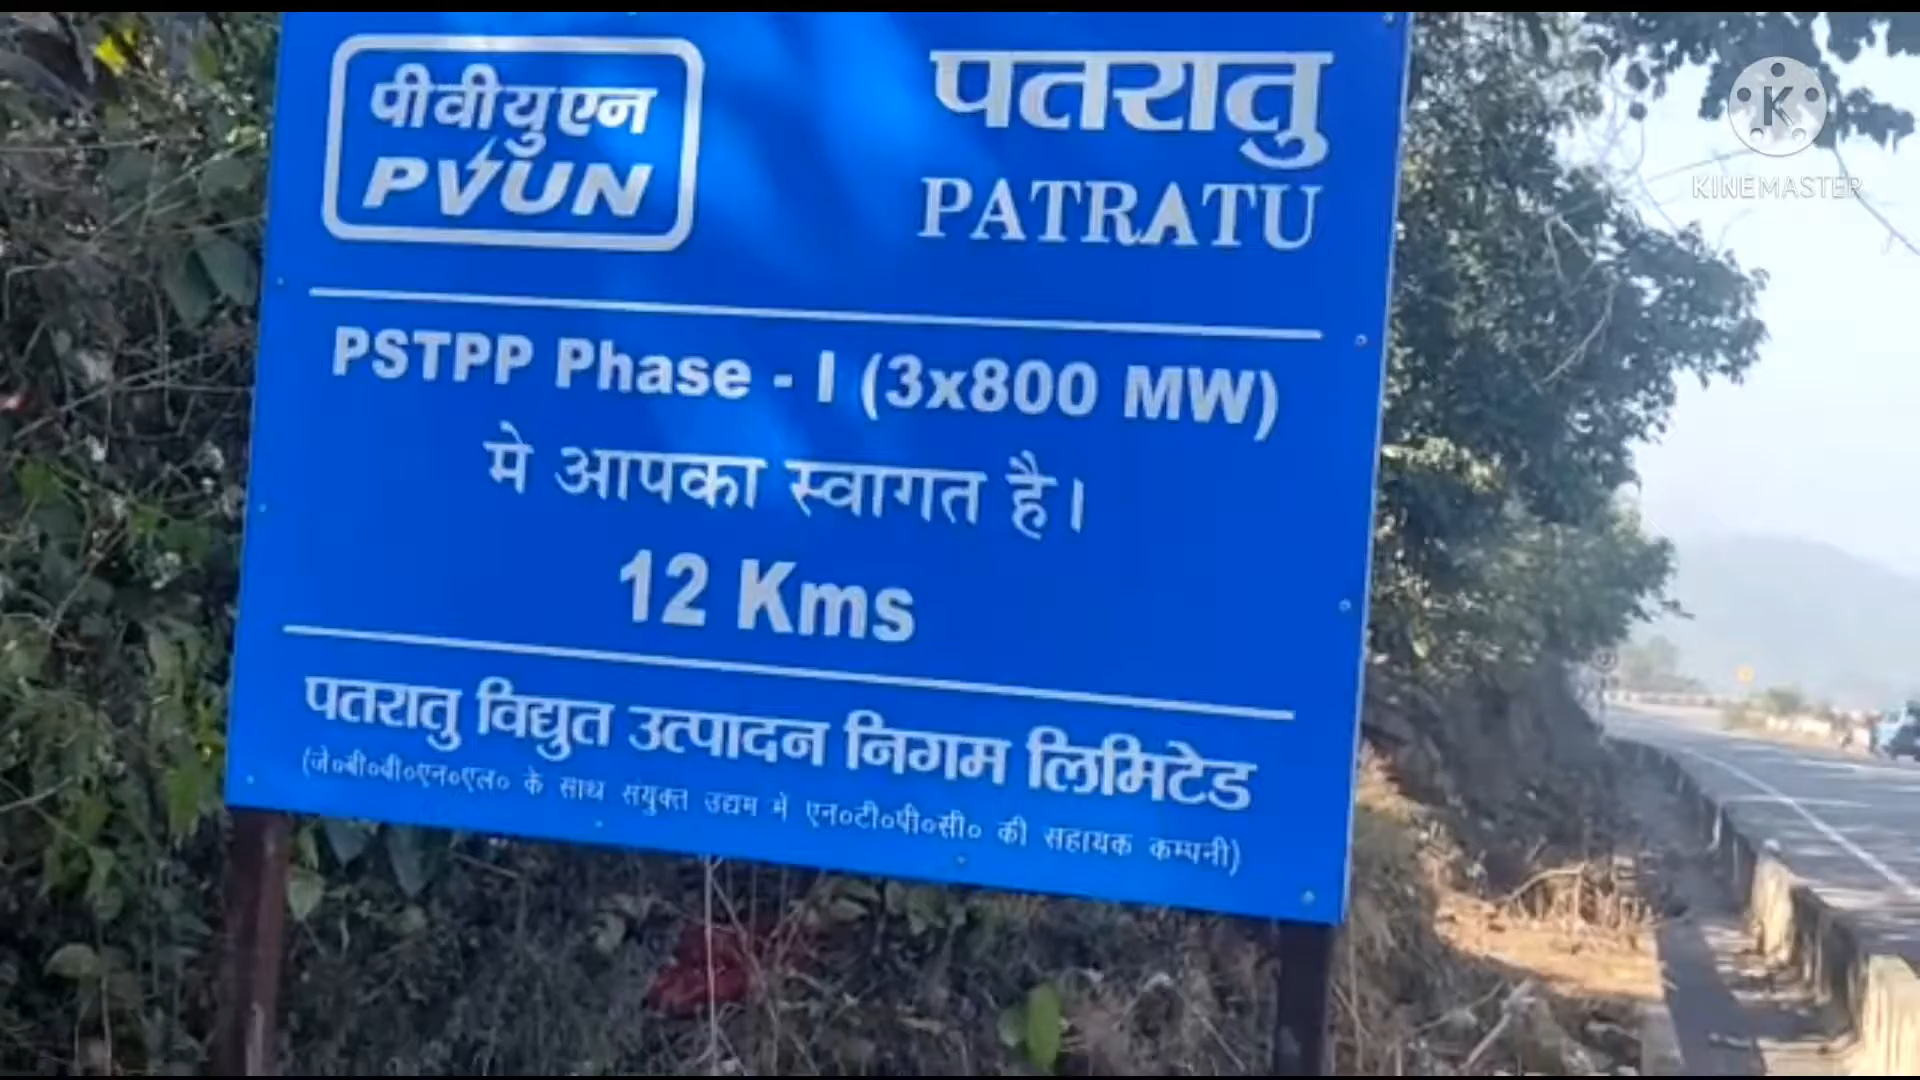 पीवीयुएन
PVUN
पतरातु
PATRATU
PSTPP Phase - I (3x800 MW)
मे आपका स्वागत है।
12 Kms
पतरातु विद्युत उत्पादन निगम लिमिटेड
(जे०बी०वी०एन०एल० के साथ संयुक्त उद्यम में एन०टी०पी०सी० की सहायक कम्पनी)
K
KINEMASTER